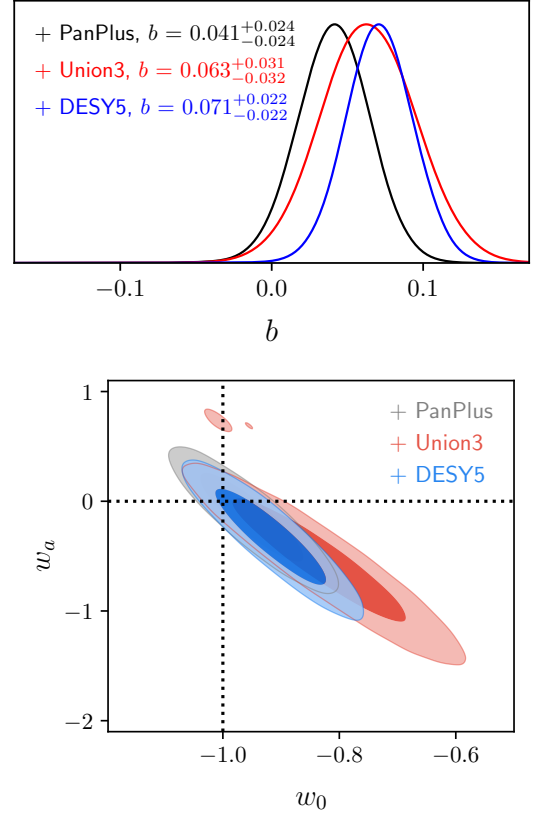 + PanPlus, b = 0.041^{+0.024}_{-0.024}
+ Union3, b = 0.063^{+0.031}_{-0.032}
+ DESY5, b = 0.071^{+0.022}_{-0.022}
−0.1 0.0 0.1
b
+ PanPlus
+ Union3
+ DESY5
1
0
−1
−2
w_a
−1.0 −0.8 −0.6
w_0